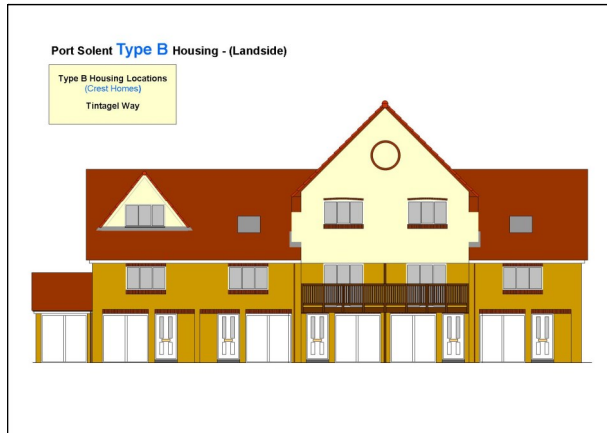 Port Solent Type B Housing - (Landside)
Type B Housing Locations
(Crest Homes)
Tintagel Way